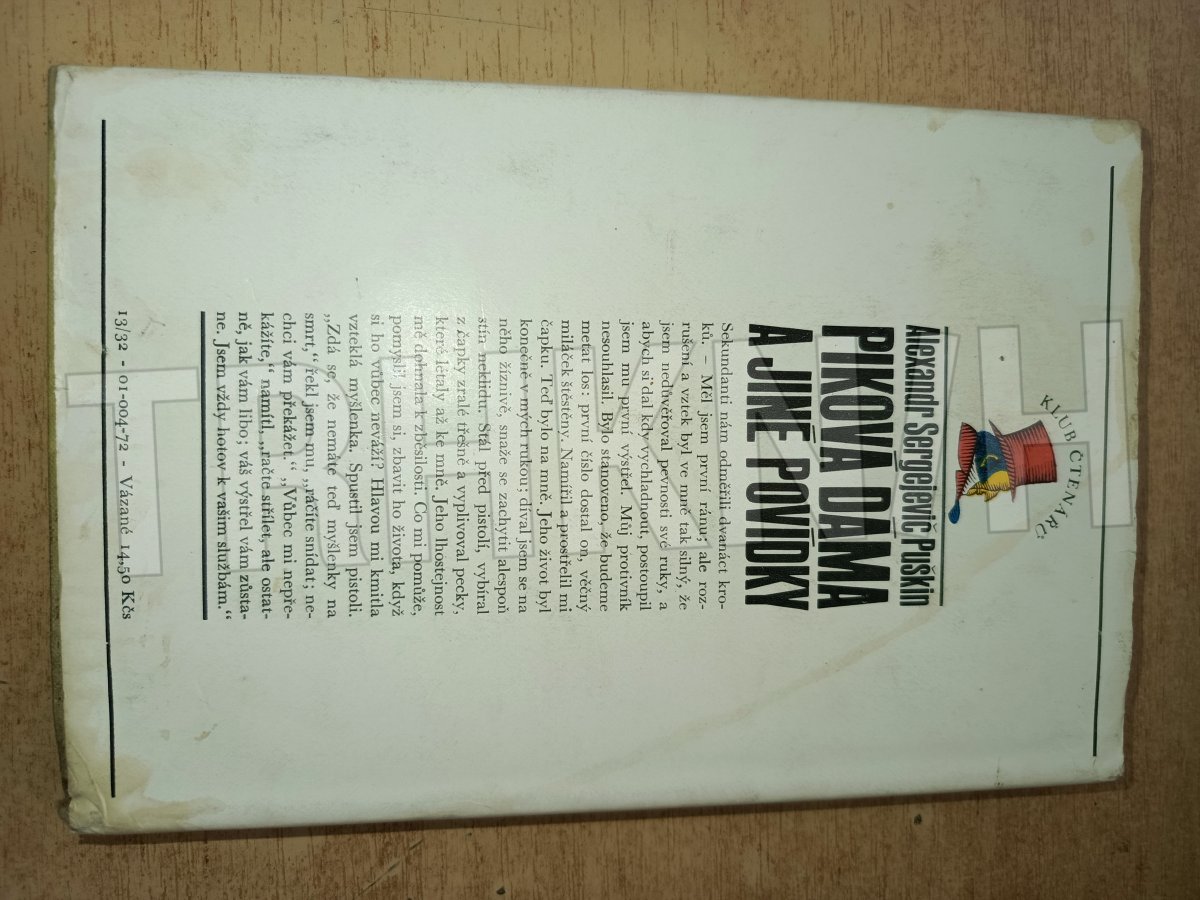 KLUB ČTENÁŘŮ
Alexandr Sergejevič Puškin
PIKOVÁ DÁMA
A JINÉ POVÍDKY
Sekundanti nám odměřili dvanáct kro-
ků. – Měl jsem první ránu; ale roz-
rušení a vztek byl ve mně tak silný, že
jsem nedůvěřoval pevnosti své ruky, a
abych si dal kdy vychladnout, postoupil
jsem mu první výstřel. Můj protivník
nesouhlasil. Bylo stanoveno, že budeme
metat los: první číslo dostal on, věčný
miláček štěstěny. Namířil a prostřelil mi
čapku. Teď bylo na mně. Jeho život byl
konečně v mých rukou; díval jsem se na
něho žíznivě, snaže se zachytit alespoň
stín neklidu. Stál před pistolí, vybíral
z čapky zralé třešně a vyplivoval pecky,
které létaly až ke mně. Jeho lhostejnost
mě dohnala k zběsilosti. Co mi pomůže,
pomyslil jsem si, zbavit ho života, když
si ho vůbec neváží? Hlavou mi kmitla
vzteklá myšlenka. Spustil jsem pistoli.
„Zdá se, že nemáte teď myšlenky na
smrt,“ řekl jsem mu, „ráčíte snídat; ne-
chci vám překážet.“ „Vůbec mi nepře-
kážíte,“ namítl, „račte střílet, ale ostat-
ně, jak vám libo; váš výstřel vám zůsta-
ne. Jsem vždy hotov k vašim službám.“
13/32 - 01-004-72 - Vázané 14,50 Kčs